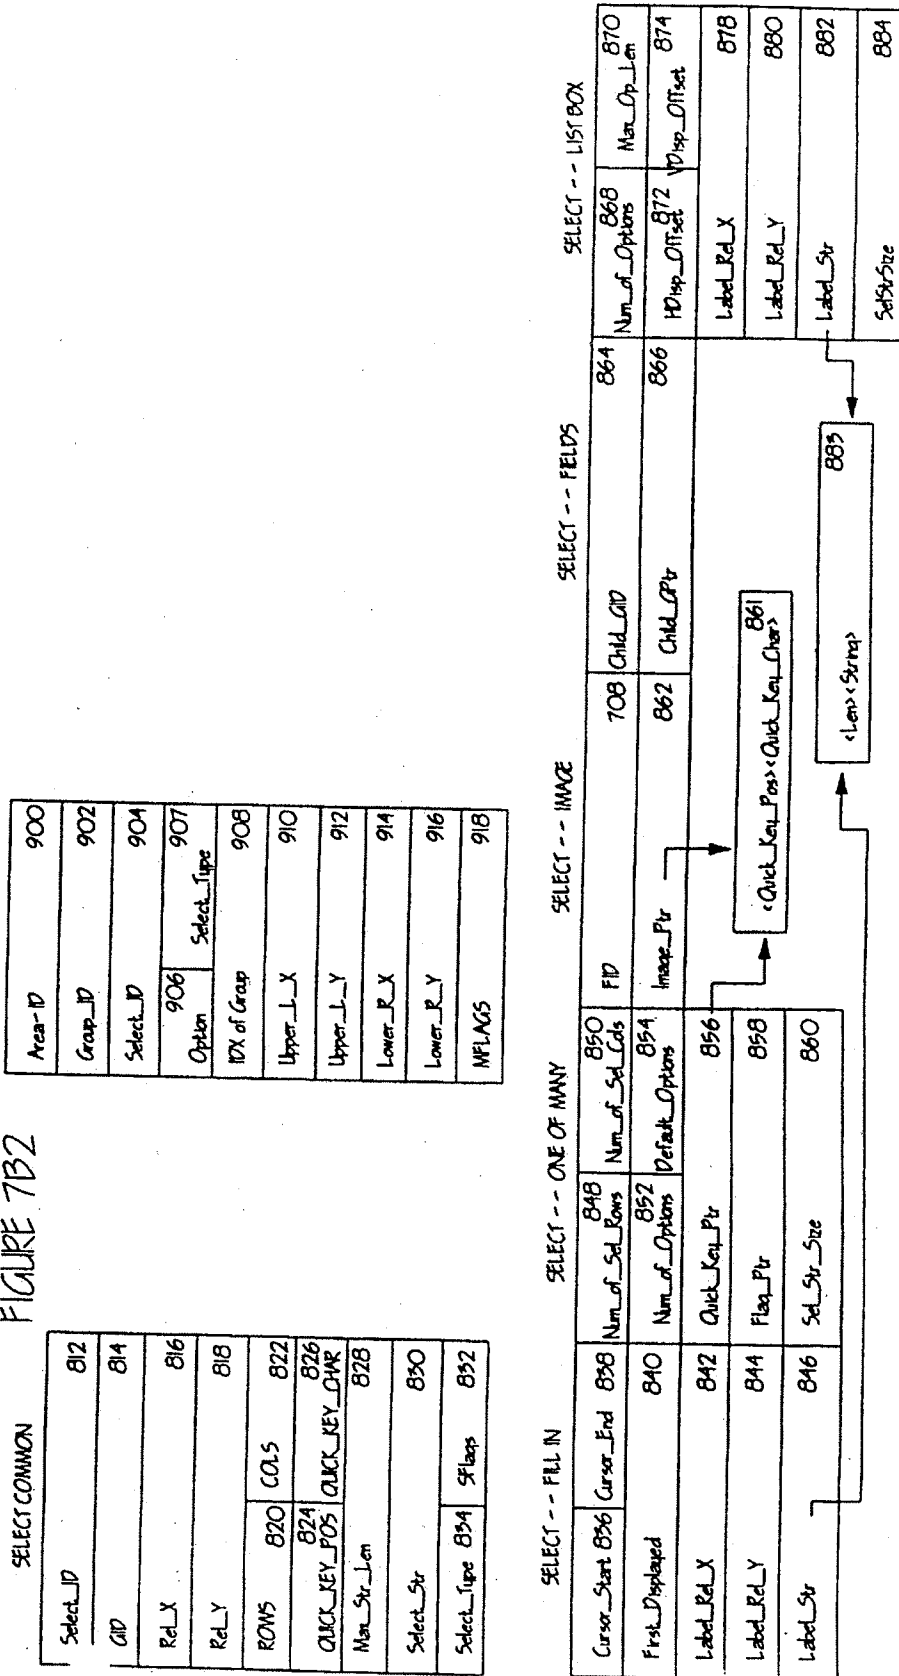 FIGURE 7B2
SELECT COMMON
Select_ID 812
GID 814
Rel_X 816
Rel_Y 818
ROWS 820 COLS 822
QUICK_KEY_POS 824 QUICK_KEY_CHAR 826
Max_Str_Len 828
Select_Str 830
Select_Type 834 SFlags 832
Area-ID 900
Group_ID 902
Select_ID 904
Option 906 Select_Type 907
IDX of Group 908
Upper_L_X 910
Upper_L_Y 912
Lower_R_X 914
Lower_R_Y 916
MFLAGS 918
SELECT -- FILL IN
Cursor_Start 836 Cursor_End 838
First_Displayed 840
Label_Rel_X 842
Label_Rel_Y 844
Label_Str 846
SELECT -- ONE OF MANY
Num_of_Sel_Rows 848 Num_of_Sel_Cols 850
Num_of_Options 852 Default_Options 854
Quick_Key_Ptr 856
Flag_Ptr 858
Sel_Str_Size 860
SELECT -- IMAGE
FID 708
Image_Ptr 862
<Quick_Key_Pos><Quick_Key_Char> 861
SELECT -- FIELDS
Child_GID 864
Child_GPtr 866
<Len><String> 883
SELECT -- LIST BOX
Num_of_Options 868 Max_Op_Len 870
HDisp_Offset 872 VDisp_Offset 874
Label_Rel_X 878
Label_Rel_Y 880
Label_Str 882
SelStrSize 884